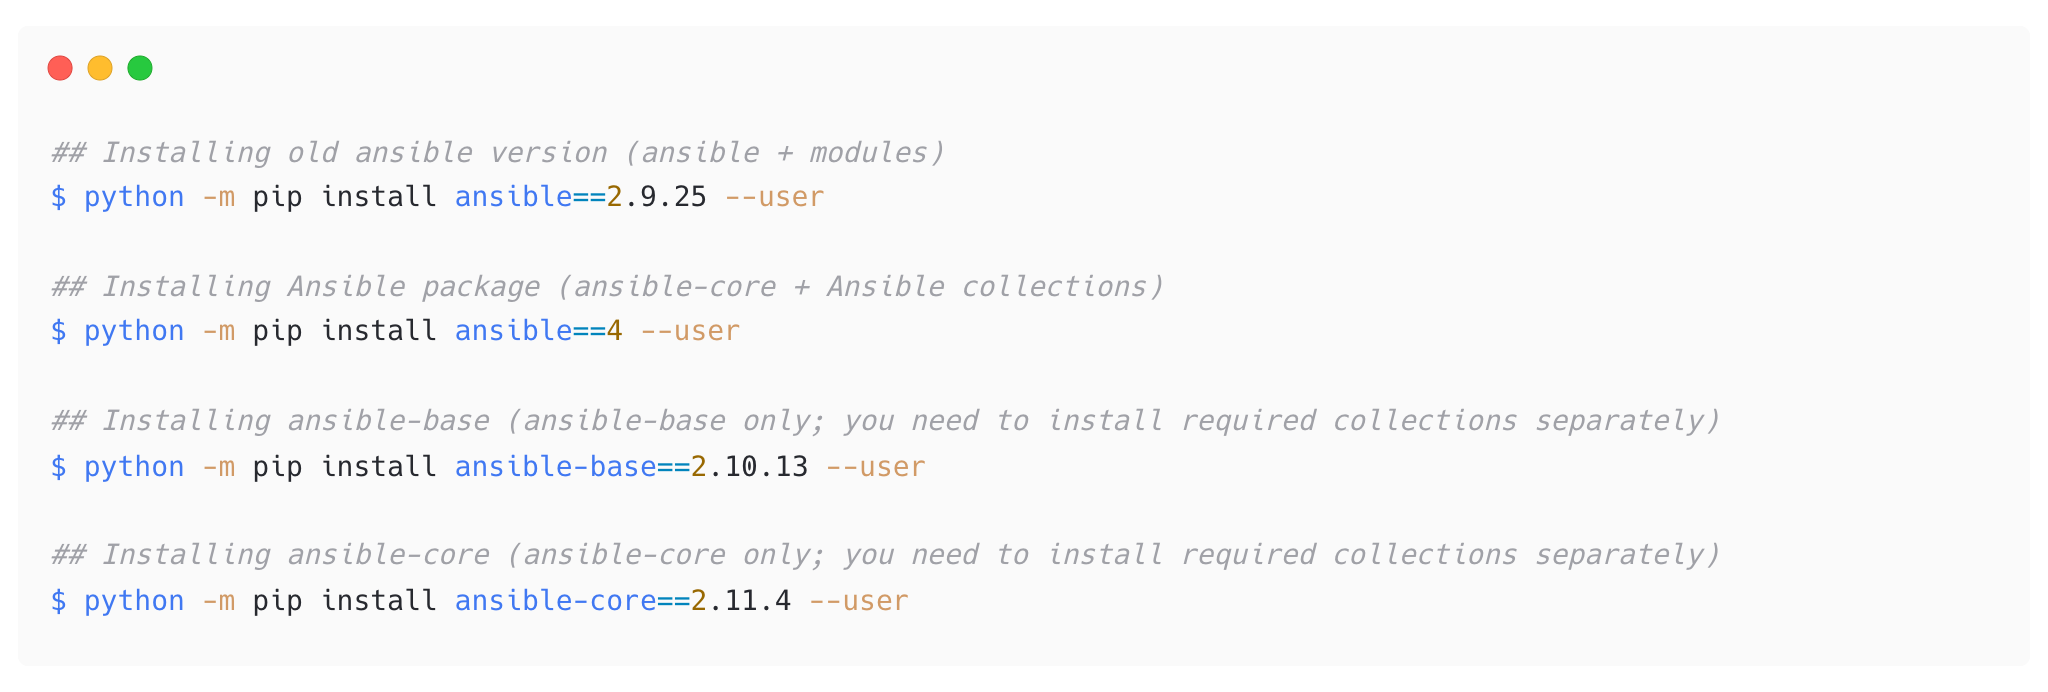 ## Installing old ansible version (ansible + modules)
$ python -m pip install ansible==2.9.25 --user
## Installing Ansible package (ansible-core + Ansible collections)
$ python -m pip install ansible==4 --user
## Installing ansible-base (ansible-base only; you need to install required collections separately)
$ python -m pip install ansible-base==2.10.13 --user
## Installing ansible-core (ansible-core only; you need to install required collections separately)
$ python -m pip install ansible-core==2.11.4 --user